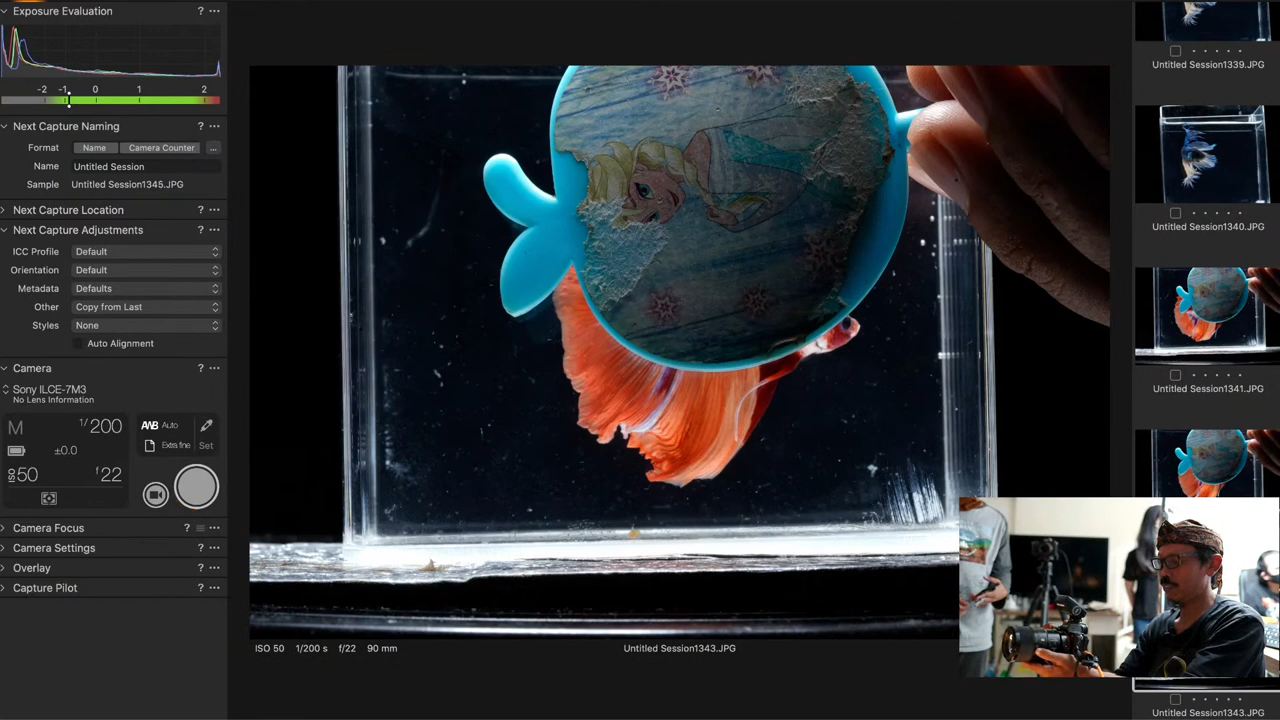 Exposure Evaluation ? ...
-2 -1 0 1 2
Next Capture Naming ? ...
Format Name Camera Counter ...
Name Untitled Session
Sample Untitled Session1345.JPG
Next Capture Location ? ...
Next Capture Adjustments ? ...
ICC Profile Default
Orientation Default
Metadata Defaults
Other Copy from Last
Styles None
Auto Alignment
Camera ? ...
Sony ILCE-7M3
No Lens Information
M 1/200
±0.0
ISO 50 f22
AWB Auto
Extra fine
Set
Camera Focus ? ...
Camera Settings ? ...
Overlay ? ...
Capture Pilot ? ...
ISO 50 1/200 s f/22 90 mm
Untitled Session1343.JPG
Untitled Session1339.JPG
Untitled Session1340.JPG
Untitled Session1341.JPG
Untitled Session1343.JPG